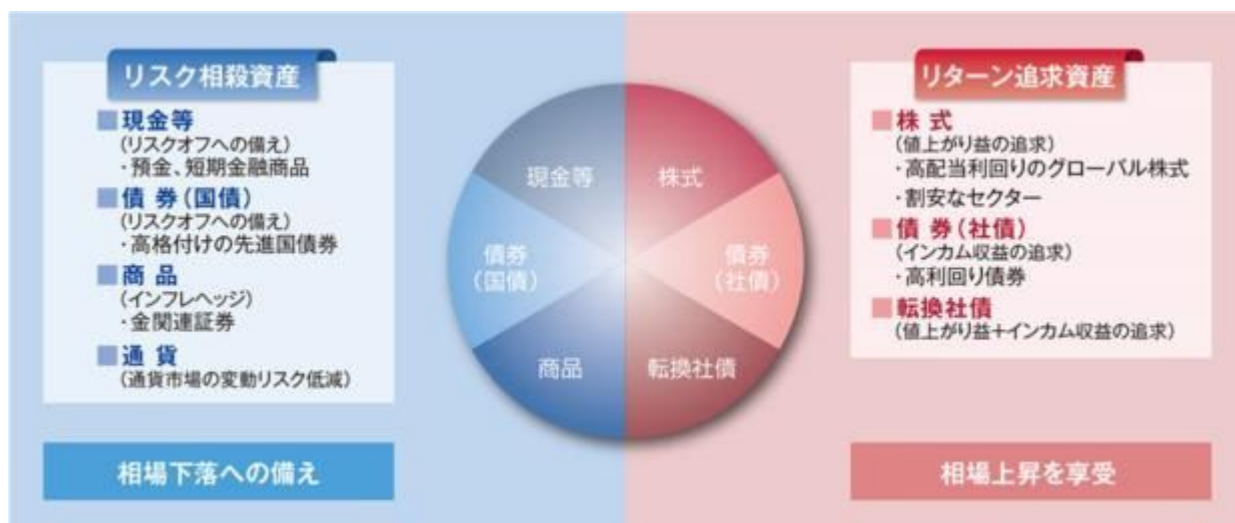 リスク相殺資産
■現金等
(リスクオフへの備え)
・預金、短期金融商品
■債 券(国債)
(リスクオフへの備え)
・高格付けの先進国債券
■商 品
(インフレヘッジ)
・金関連証券
■通 貨
(通貨市場の変動リスク低減)
相場下落への備え
現金等
株式
債券
(国債)
債券
(社債)
商品
転換社債
リターン追求資産
■株 式
(値上がり益の追求)
・高配当利回りのグローバル株式
・割安なセクター
■債 券(社債)
(インカム収益の追求)
・高利回り債券
■転換社債
(値上がり益+インカム収益の追求)
相場上昇を享受